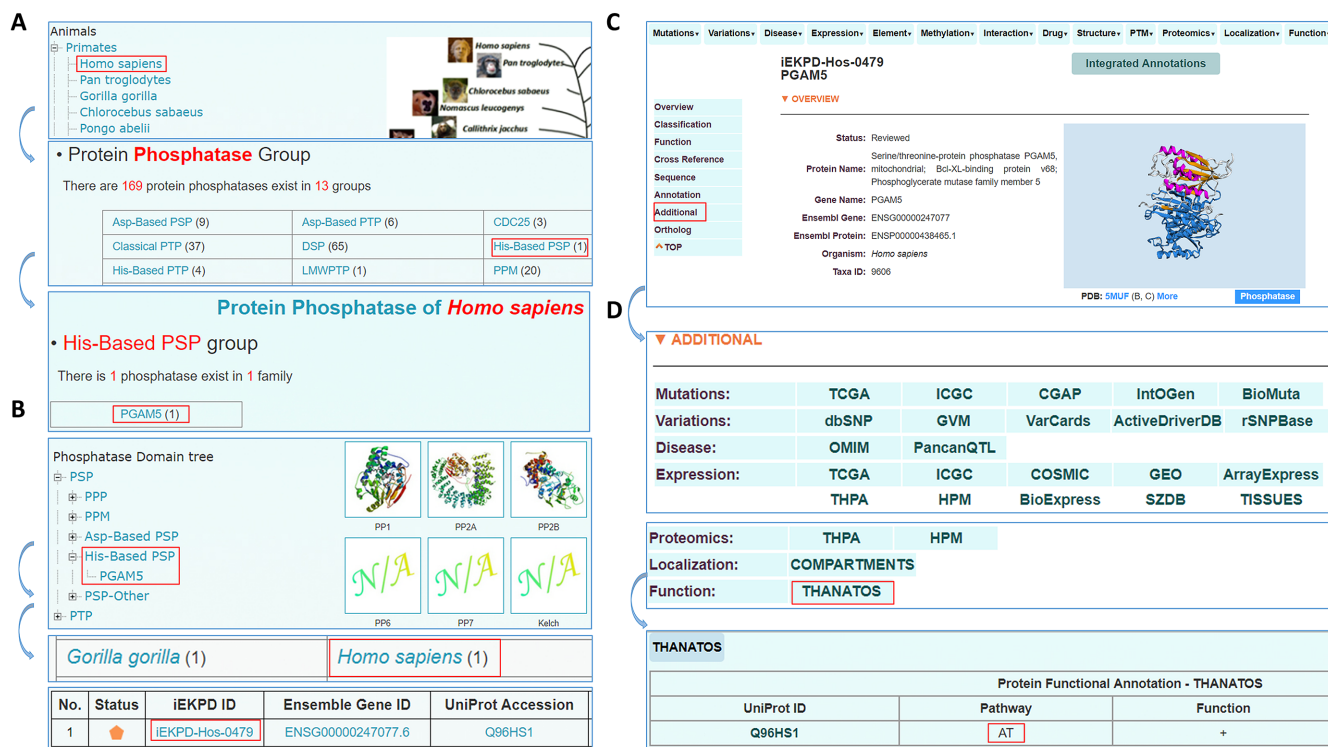 A
Animals
Primates
Homo sapiens
Pan troglodytes
Gorilla gorilla
Chlorocebus sabaeus
Pongo abelii
Homo sapiens
Pan troglodytes
Chlorocebus sabaeus
Nomascus leucogenys
Callithrix jacchus
• Protein Phosphatase Group
There are 169 protein phosphatases exist in 13 groups
Asp-Based PSP (9) Asp-Based PTP (6) CDC25 (3)
Classical PTP (37) DSP (65) His-Based PSP (1)
His-Based PTP (4) LMWPTP (1) PPM (20)
Protein Phosphatase of Homo sapiens
• His-Based PSP group
There is 1 phosphatase exist in 1 family
PGAM5 (1)
B
Phosphatase Domain tree
PSP
PPP
PPM
Asp-Based PSP
His-Based PSP
PGAM5
PSP-Other
PTP
PP1 PP2A PP2B
N/A N/A N/A
PP6 PP7 Kelch
Gorilla gorilla (1) Homo sapiens (1)
No. Status iEKPD ID Ensemble Gene ID UniProt Accession
1 iEKPD-Hos-0479 ENSG00000247077.6 Q96HS1
C
Mutations▾ Variations▾ Disease▾ Expression▾ Element▾ Methylation▾ Interaction▾ Drug▾ Structure▾ PTM▾ Proteomics▾ Localization▾ Function▾
iEKPD-Hos-0479
PGAM5
Integrated Annotations
▼ OVERVIEW
Overview
Classification
Function
Cross Reference
Sequence
Annotation
Additional
Ortholog
TOP
Status: Reviewed
Protein Name: Serine/threonine-protein phosphatase PGAM5,
mitochondrial; Bcl-XL-binding protein v68;
Phosphoglycerate mutase family member 5
Gene Name: PGAM5
Ensembl Gene: ENSG00000247077
Ensembl Protein: ENSP00000438465.1
Organism: Homo sapiens
Taxa ID: 9606
PDB: 5MUF (B, C) More
Phosphatase
D
▼ ADDITIONAL
Mutations: TCGA ICGC CGAP IntOGen BioMuta
Variations: dbSNP GVM VarCards ActiveDriverDB rSNPBase
Disease: OMIM PancanQTL
Expression: TCGA ICGC COSMIC GEO ArrayExpress
THPA HPM BioExpress SZDB TISSUES
Proteomics: THPA HPM
Localization: COMPARTMENTS
Function: THANATOS
THANATOS
Protein Functional Annotation - THANATOS
UniProt ID Pathway Function
Q96HS1 AT +